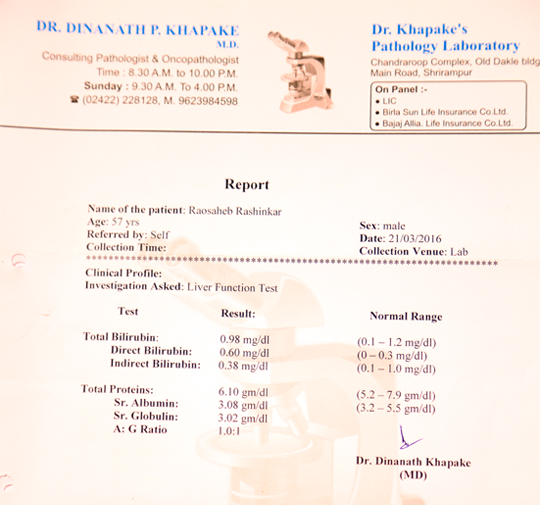 DR. DINANATH P. KHAPAKE
M.D.
Consulting Pathologist & Oncopathologist
Time : 8.30 A.M. to 10.00 P.M.
Sunday : 9.30 A.M. To 4.00 P.M.
☎ (02422) 228128, M. 9623984598
Dr. Khapake's
Pathology Laboratory
Chandraroop Complex, Old Dakle bldg
Main Road, Shrirampur
On Panel :-
• LIC
• Birla Sun Life Insurance Co.Ltd.
• Bajaj Allia. Life Insurance Co.Ltd.
Report
Name of the patient: Raosaheb Rashinkar
Age: 57 yrs Sex: male
Referred by: Self Date: 21/03/2016
Collection Time: Collection Venue: Lab
Clinical Profile:
Investigation Asked: Liver Function Test
Test Result: Normal Range
Total Bilirubin: 0.98 mg/dl (0.1 – 1.2 mg/dl)
Direct Bilirubin: 0.60 mg/dl (0 – 0.3 mg/dl)
Indirect Bilirubin: 0.38 mg/dl (0.1 – 1.0 mg/dl)
Total Proteins: 6.10 gm/dl (5.2 – 7.9 gm/dl)
Sr. Albumin: 3.08 gm/dl (3.2 – 5.5 gm/dl)
Sr. Globulin: 3.02 gm/dl
A: G Ratio 1.0:1
Dr. Dinanath Khapake
(MD)